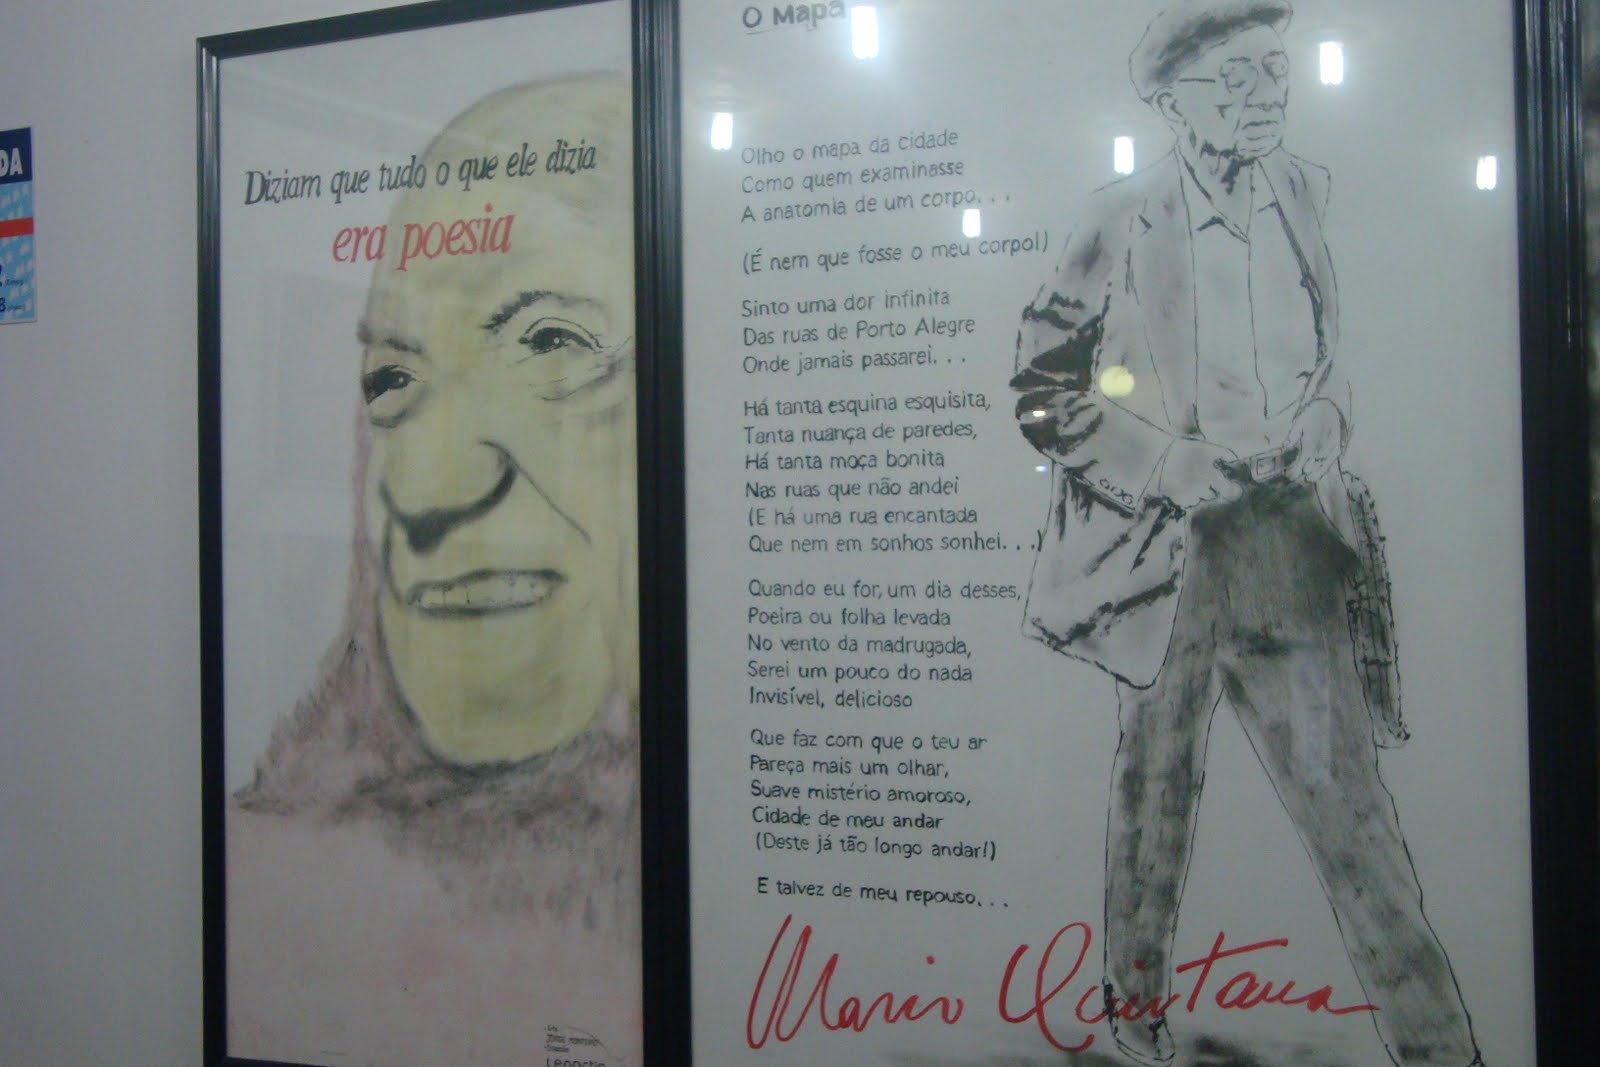 DA
Diziam que tudo o que ele dizia
era poesia
O Mapa
Olho o mapa da cidade
Como quem examinasse
A anatomia de um corpo. . .
(É nem que fosse o meu corpo!)
Sinto uma dor infinita
Das ruas de Porto Alegre
Onde jamais passarei. . .
Há tanta esquina esquisita,
Tanta nuança de paredes,
Há tanta moça bonita
Nas ruas que não andei
(E há uma rua encantada
Que nem em sonhos sonhei. . .)
Quando eu for, um dia desses,
Poeira ou folha levada
No vento da madrugada,
Serei um pouco do nada
Invisível, delicioso
Que faz com que o teu ar
Pareça mais um olhar,
Suave mistério amoroso,
Cidade de meu andar
(Deste já tão longo andar!)
E talvez de meu repouso. . .
Mario Quintana